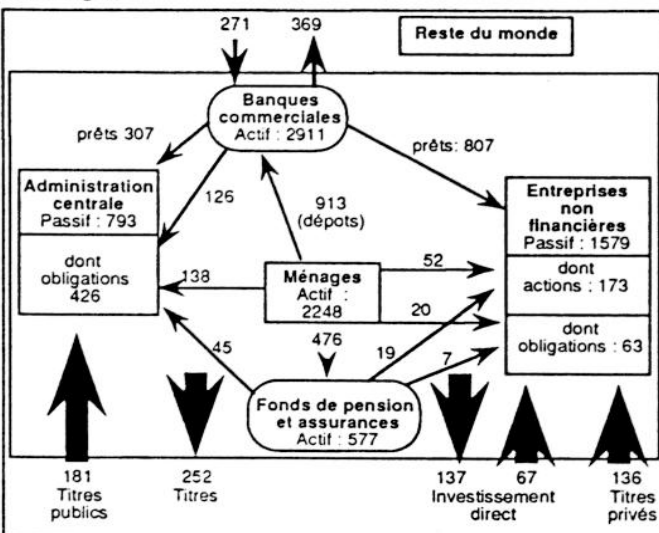 271
369
Reste du monde
Banques
commerciales
Actif : 2911
prêts 307
prêts: 807
126
Administration
centrale
Passif : 793
dont
obligations
426
913
(dépots)
Entreprises
non
financières
Passif : 1579
dont
actions : 173
dont
obligations : 63
138
Ménages
Actif :
2248
52
20
476
19
7
45
Fonds de pension
et assurances
Actif : 577
181
Titres
publics
252
Titres
137
67
Investissement
direct
136
Titres
privés